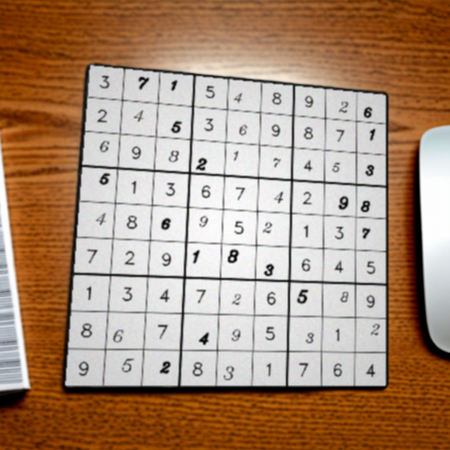 3 7 1 5 4 8 9 2 6
2 4 5 3 6 9 8 7 1
6 9 8 2 1 7 4 5 3
5 1 3 6 7 4 2 9 8
4 8 6 9 5 2 1 3 7
7 2 9 1 8 3 6 4 5
1 3 4 7 2 6 5 8 9
8 6 7 4 9 5 3 1 2
9 5 2 8 3 1 7 6 4